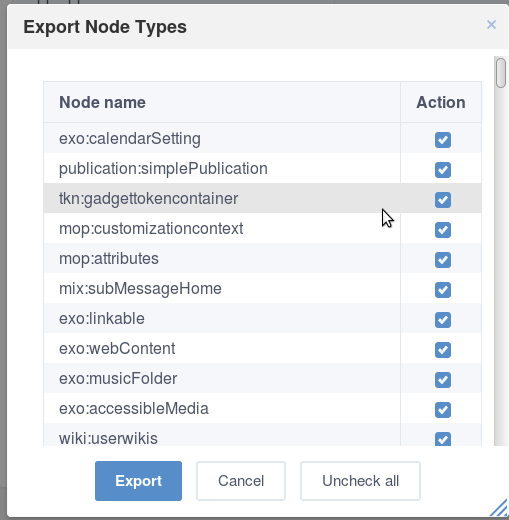 Export Node Types
×
Node name Action
exo:calendarSetting
publication:simplePublication
tkn:gadgettokencontainer
mop:customizationcontext
mop:attributes
mix:subMessageHome
exo:linkable
exo:webContent
exo:musicFolder
exo:accessibleMedia
wiki:userwikis
Export Cancel Uncheck all